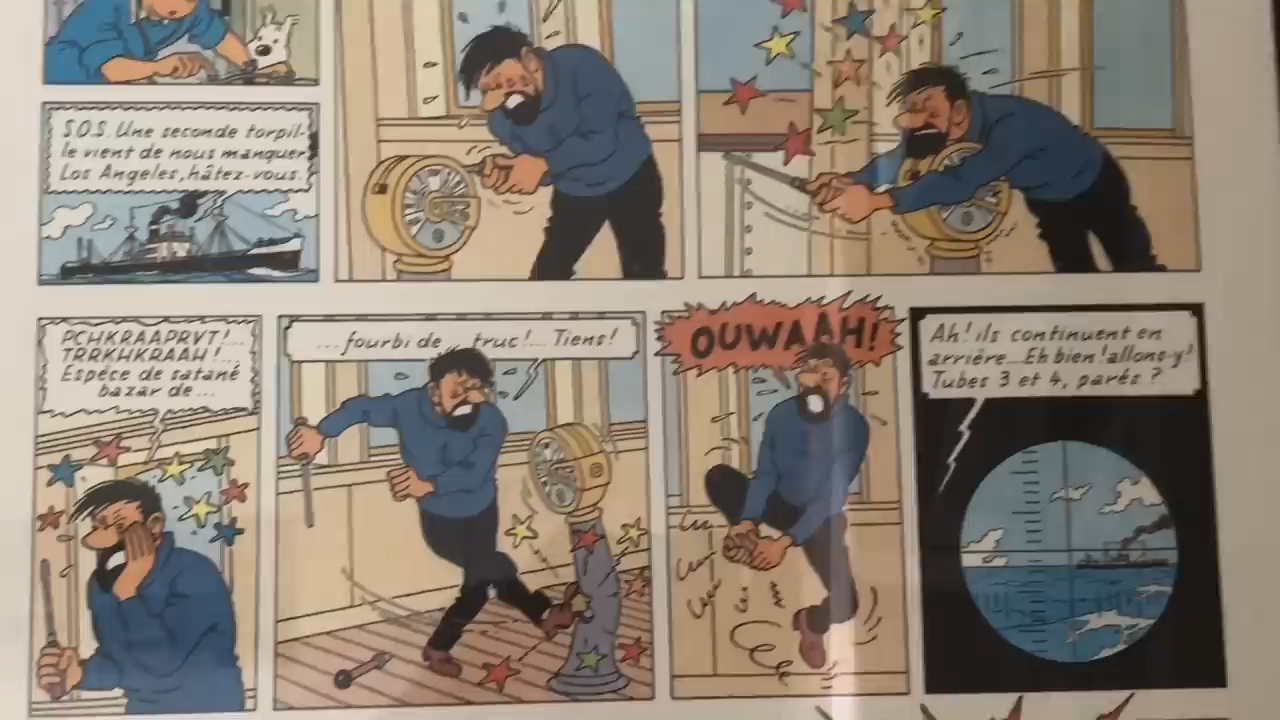 S.O.S. Une seconde torpil-
le vient de nous manquer
Los Angeles, hâtez-vous.
PCHKRAAPRVT!...
TRRKHKRAAH!...
Espèce de satané
bazar de...
...fourbi de truc!... Tiens!
OUWAAH!
Ah! ils continuent en
arrière... Eh bien! allons-y!
Tubes 3 et 4, parés ?